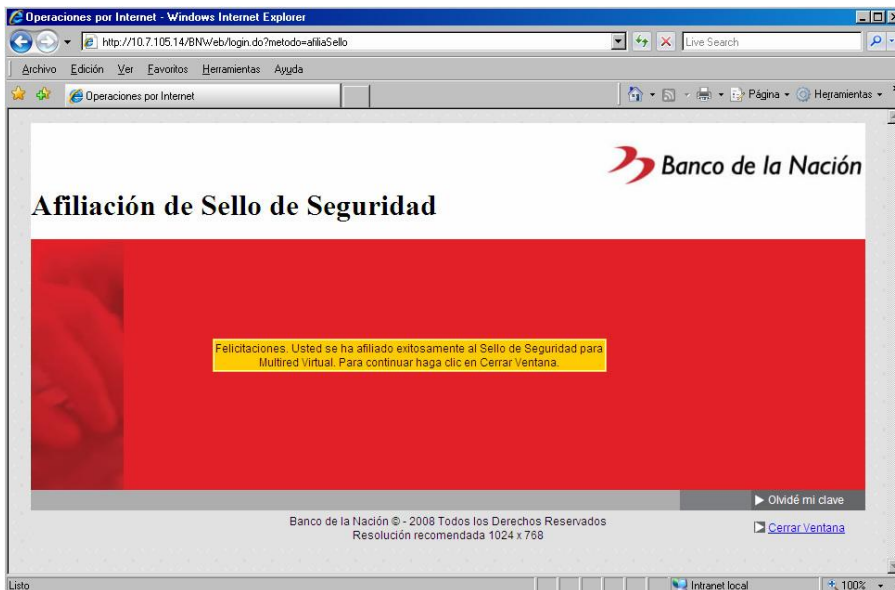 Operaciones por Internet - Windows Internet Explorer
http://10.7.105.14/BNWeb/login.do?metodo=afiliaSello
Live Search
Archivo Edición Ver Favoritos Herramientas Ayuda
Operaciones por Internet
Página Herramientas
Banco de la Nación
Afiliación de Sello de Seguridad
Felicitaciones. Usted se ha afiliado exitosamente al Sello de Seguridad para
Multired Virtual. Para continuar haga clic en Cerrar Ventana.
Olvidé mi clave
Banco de la Nación © - 2008 Todos los Derechos Reservados
Resolución recomendada 1024 x 768
Cerrar Ventana
Listo
Intranet local
100%